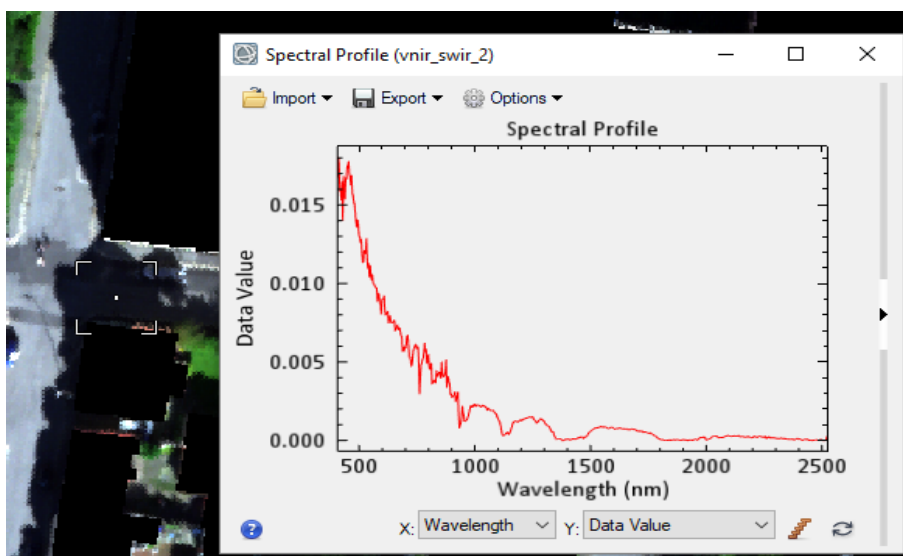 Spectral Profile (vnir_swir_2)
Import Export Options
Spectral Profile
0.015
0.010
0.005
0.000
Data Value
500 1000 1500 2000 2500
Wavelength (nm)
? X: Wavelength Y: Data Value